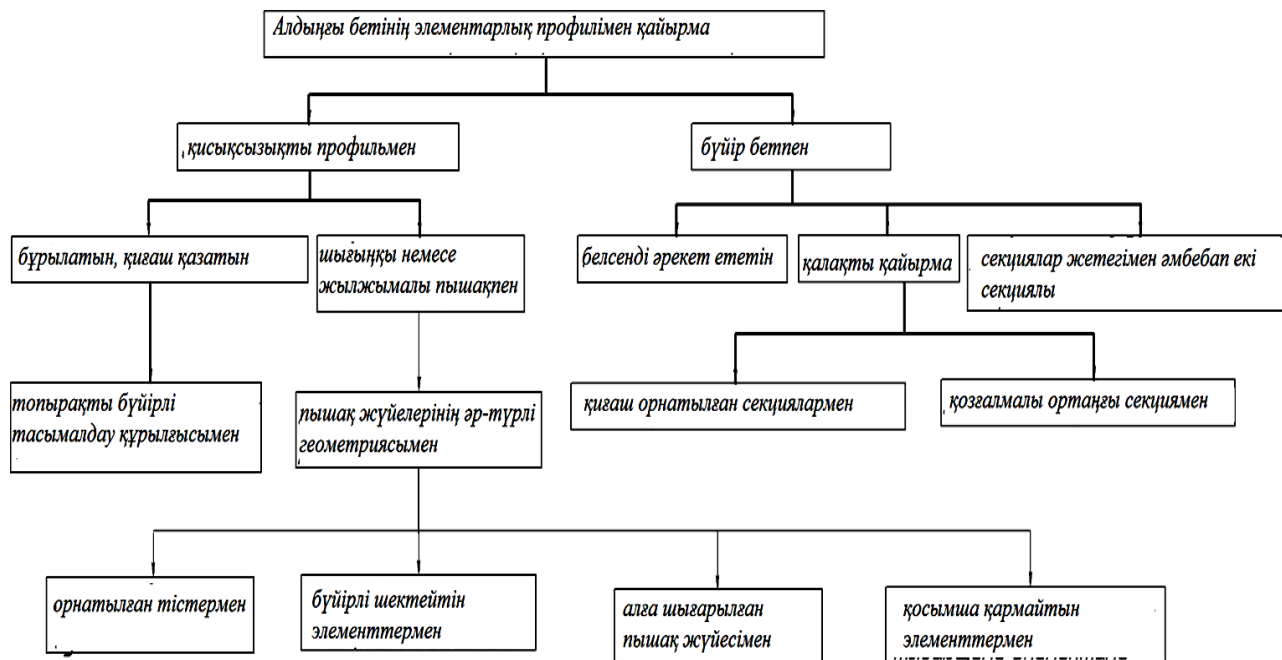 Алдыңғы бетінің элементарлық профилімен қайырма
қисықсызықты профильмен
бүйір бетпен
бұрылатын, қиғаш қазатын
шығыңқы немесе
жылжымалы пышақпен
белсенді әрекет ететін
қалақты қайырма
секциялар жетегімен әмбебап екі
секциялы
топырақты бүйірлі
тасымалдау құрылғысымен
пышақ жүйелерінің әр-түрлі
геометриясымен
қиғаш орнатылған секциялармен
қозғалмалы ортаңғы секциямен
орнатылған тістермен
бүйірлі шектейтін
элементтермен
алға шығарылған
пышақ жүйесімен
қосымша қармайтын
элементтермен